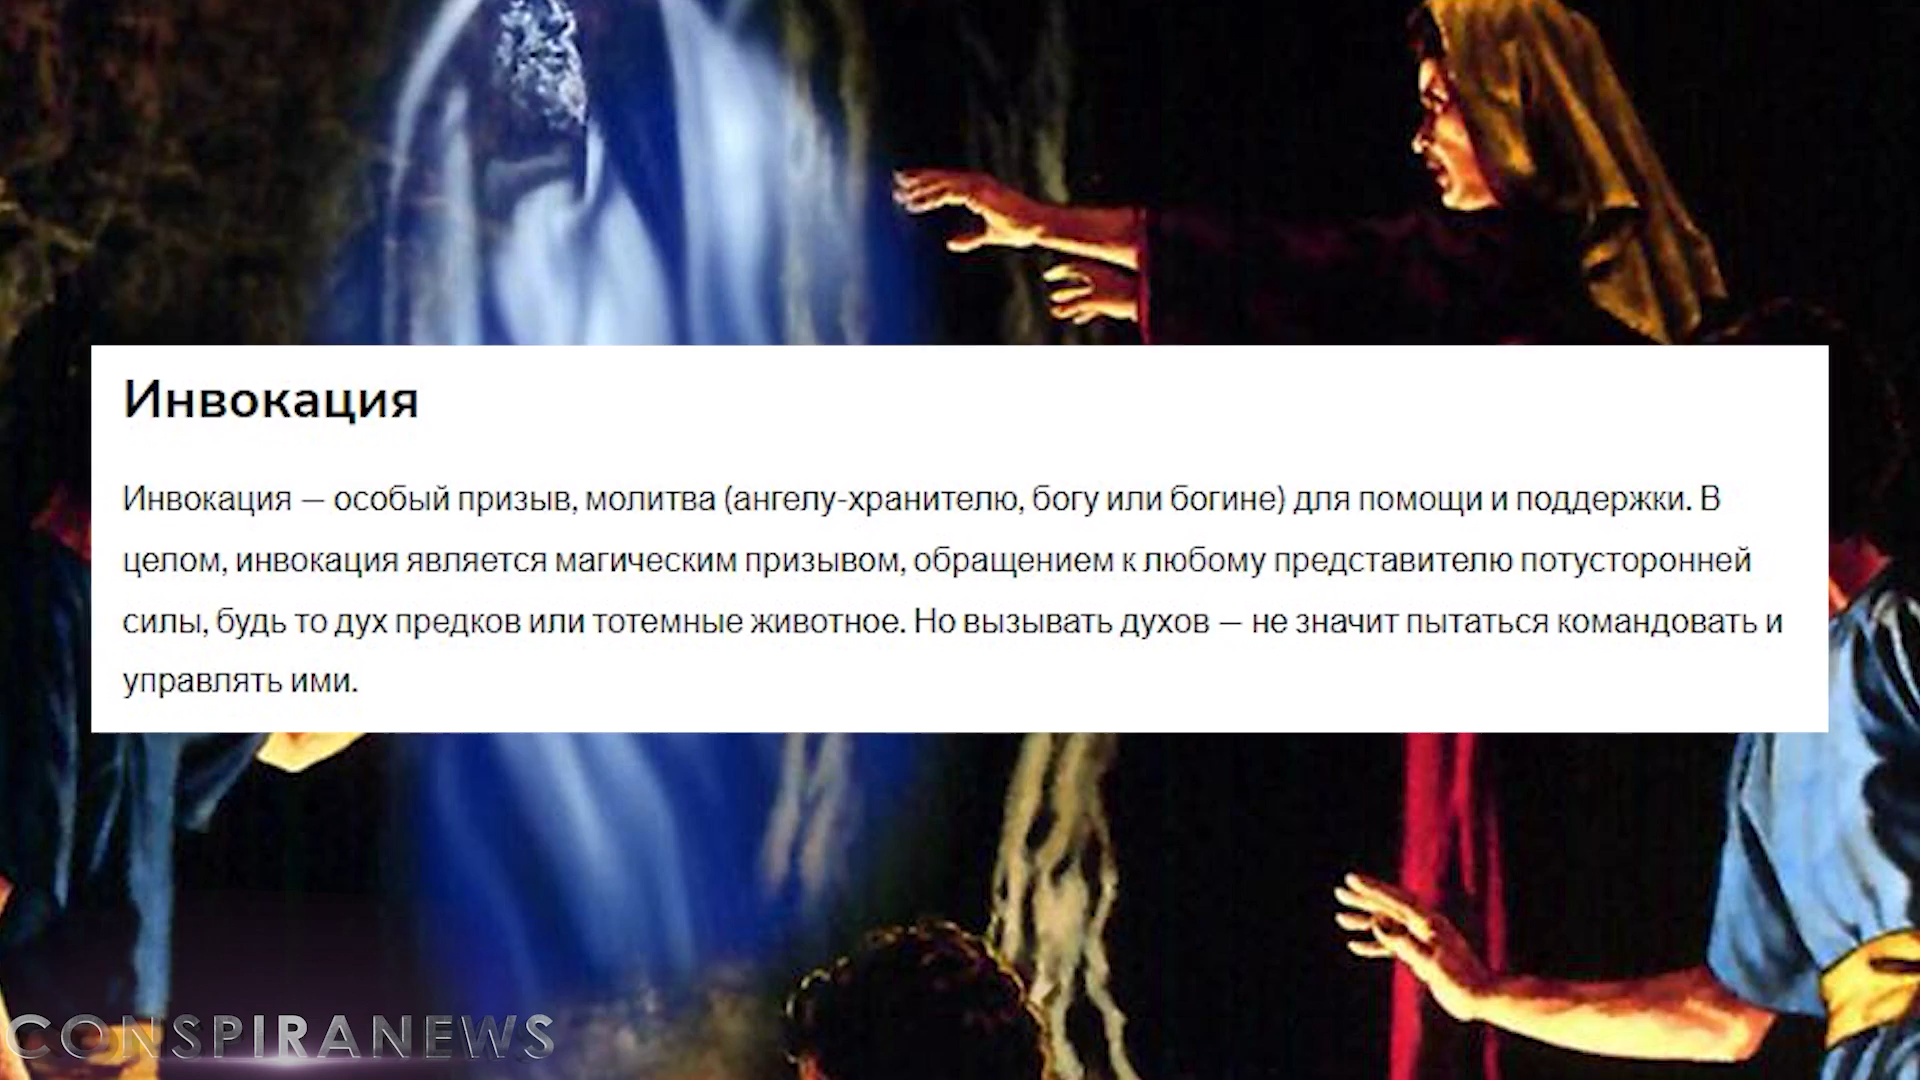 Инвокация
Инвокация — особый призыв, молитва (ангелу-хранителю, богу или богине) для помощи и поддержки. В
целом, инвокация является магическим призывом, обращением к любому представителю потусторонней
силы, будь то дух предков или тотемные животное. Но вызывать духов — не значит пытаться командовать и
управлять ими.
CONSPIRANEWS